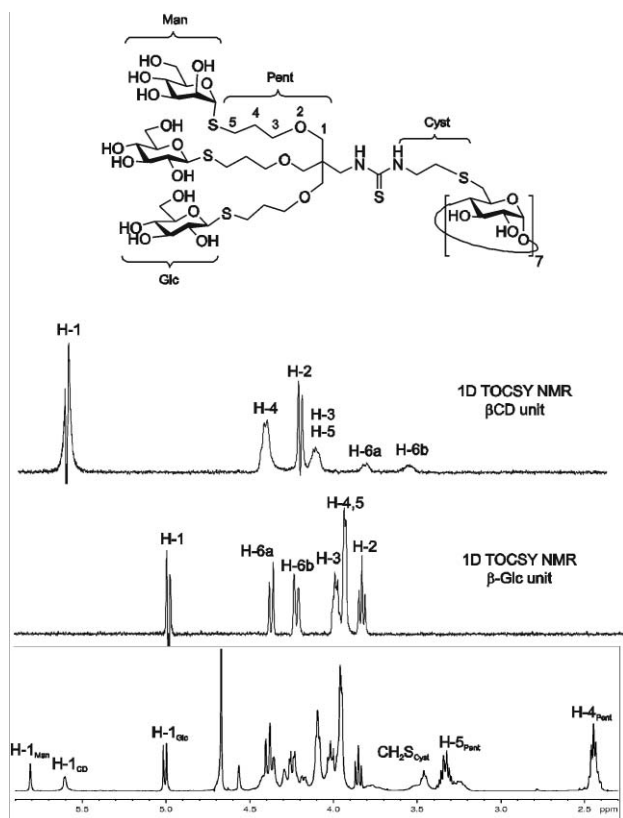 Man
OH
HO
OH
O
HO
HO
Pent
4
2
5
S
3
O
1
OH
HO
O
HO
S
O
H
N
H
N
Cyst
HO
OH
S
S
OH
O
HO
O
S
HO
O
HO
OH
HO
O
Glc
7
H-1
H-2
H-4
H-3
H-5
H-6a
H-6b
1D TOCSY NMR
βCD unit
H-4,5
H-1
H-6a
H-6b
H-3
H-2
1D TOCSY NMR
β-Glc unit
H-4Pent
H-1Man
H-1CD
H-1Glc
CH2SCyst
H-5Pent
5.5 5.0 4.5 4.0 3.5 3.0 2.5 ppm